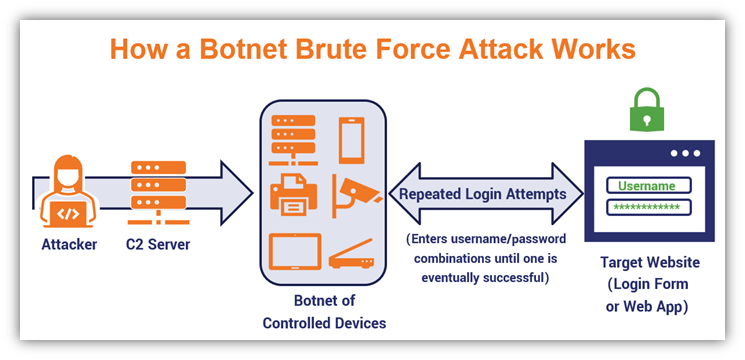 How a Botnet Brute Force Attack Works
Attacker
C2 Server
Botnet of
Controlled Devices
Repeated Login Attempts
(Enters username/password
combinations until one is
eventually successful)
Username
************
Target Website
(Login Form
or Web App)